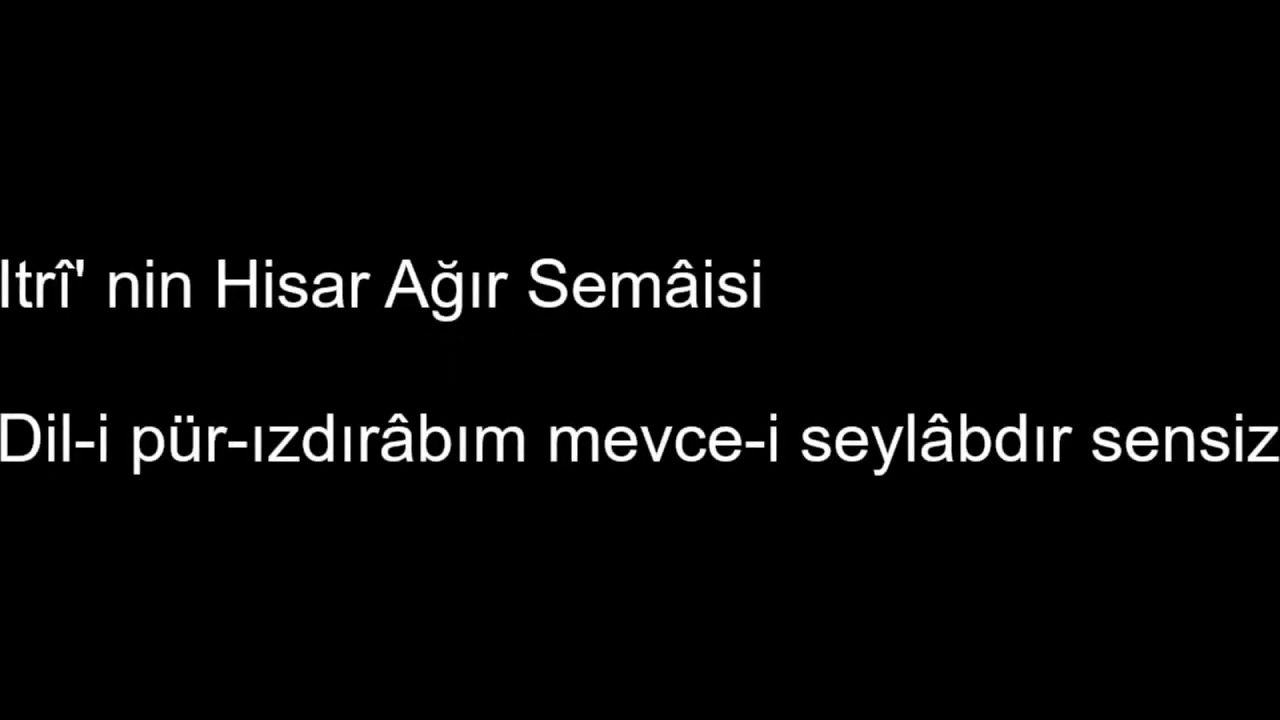 Itrî' nin Hisar Ağır Semâisi
Dil-i pür-ızdırâbım mevce-i seylâbdır sensiz